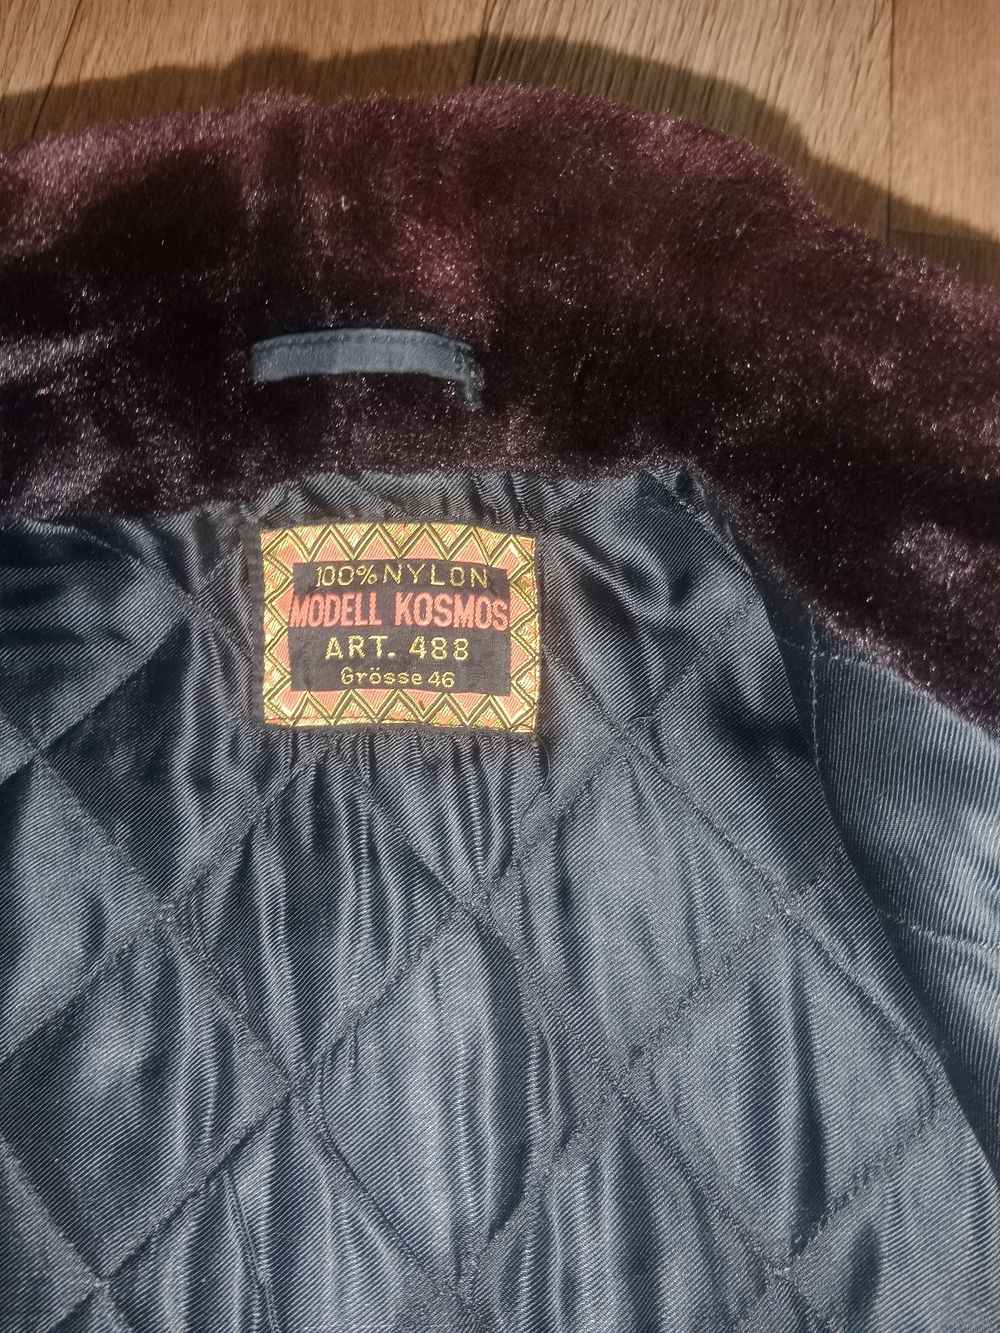 100% NYLON
MODELL KOSMOS
ART. 488
Grösse 46